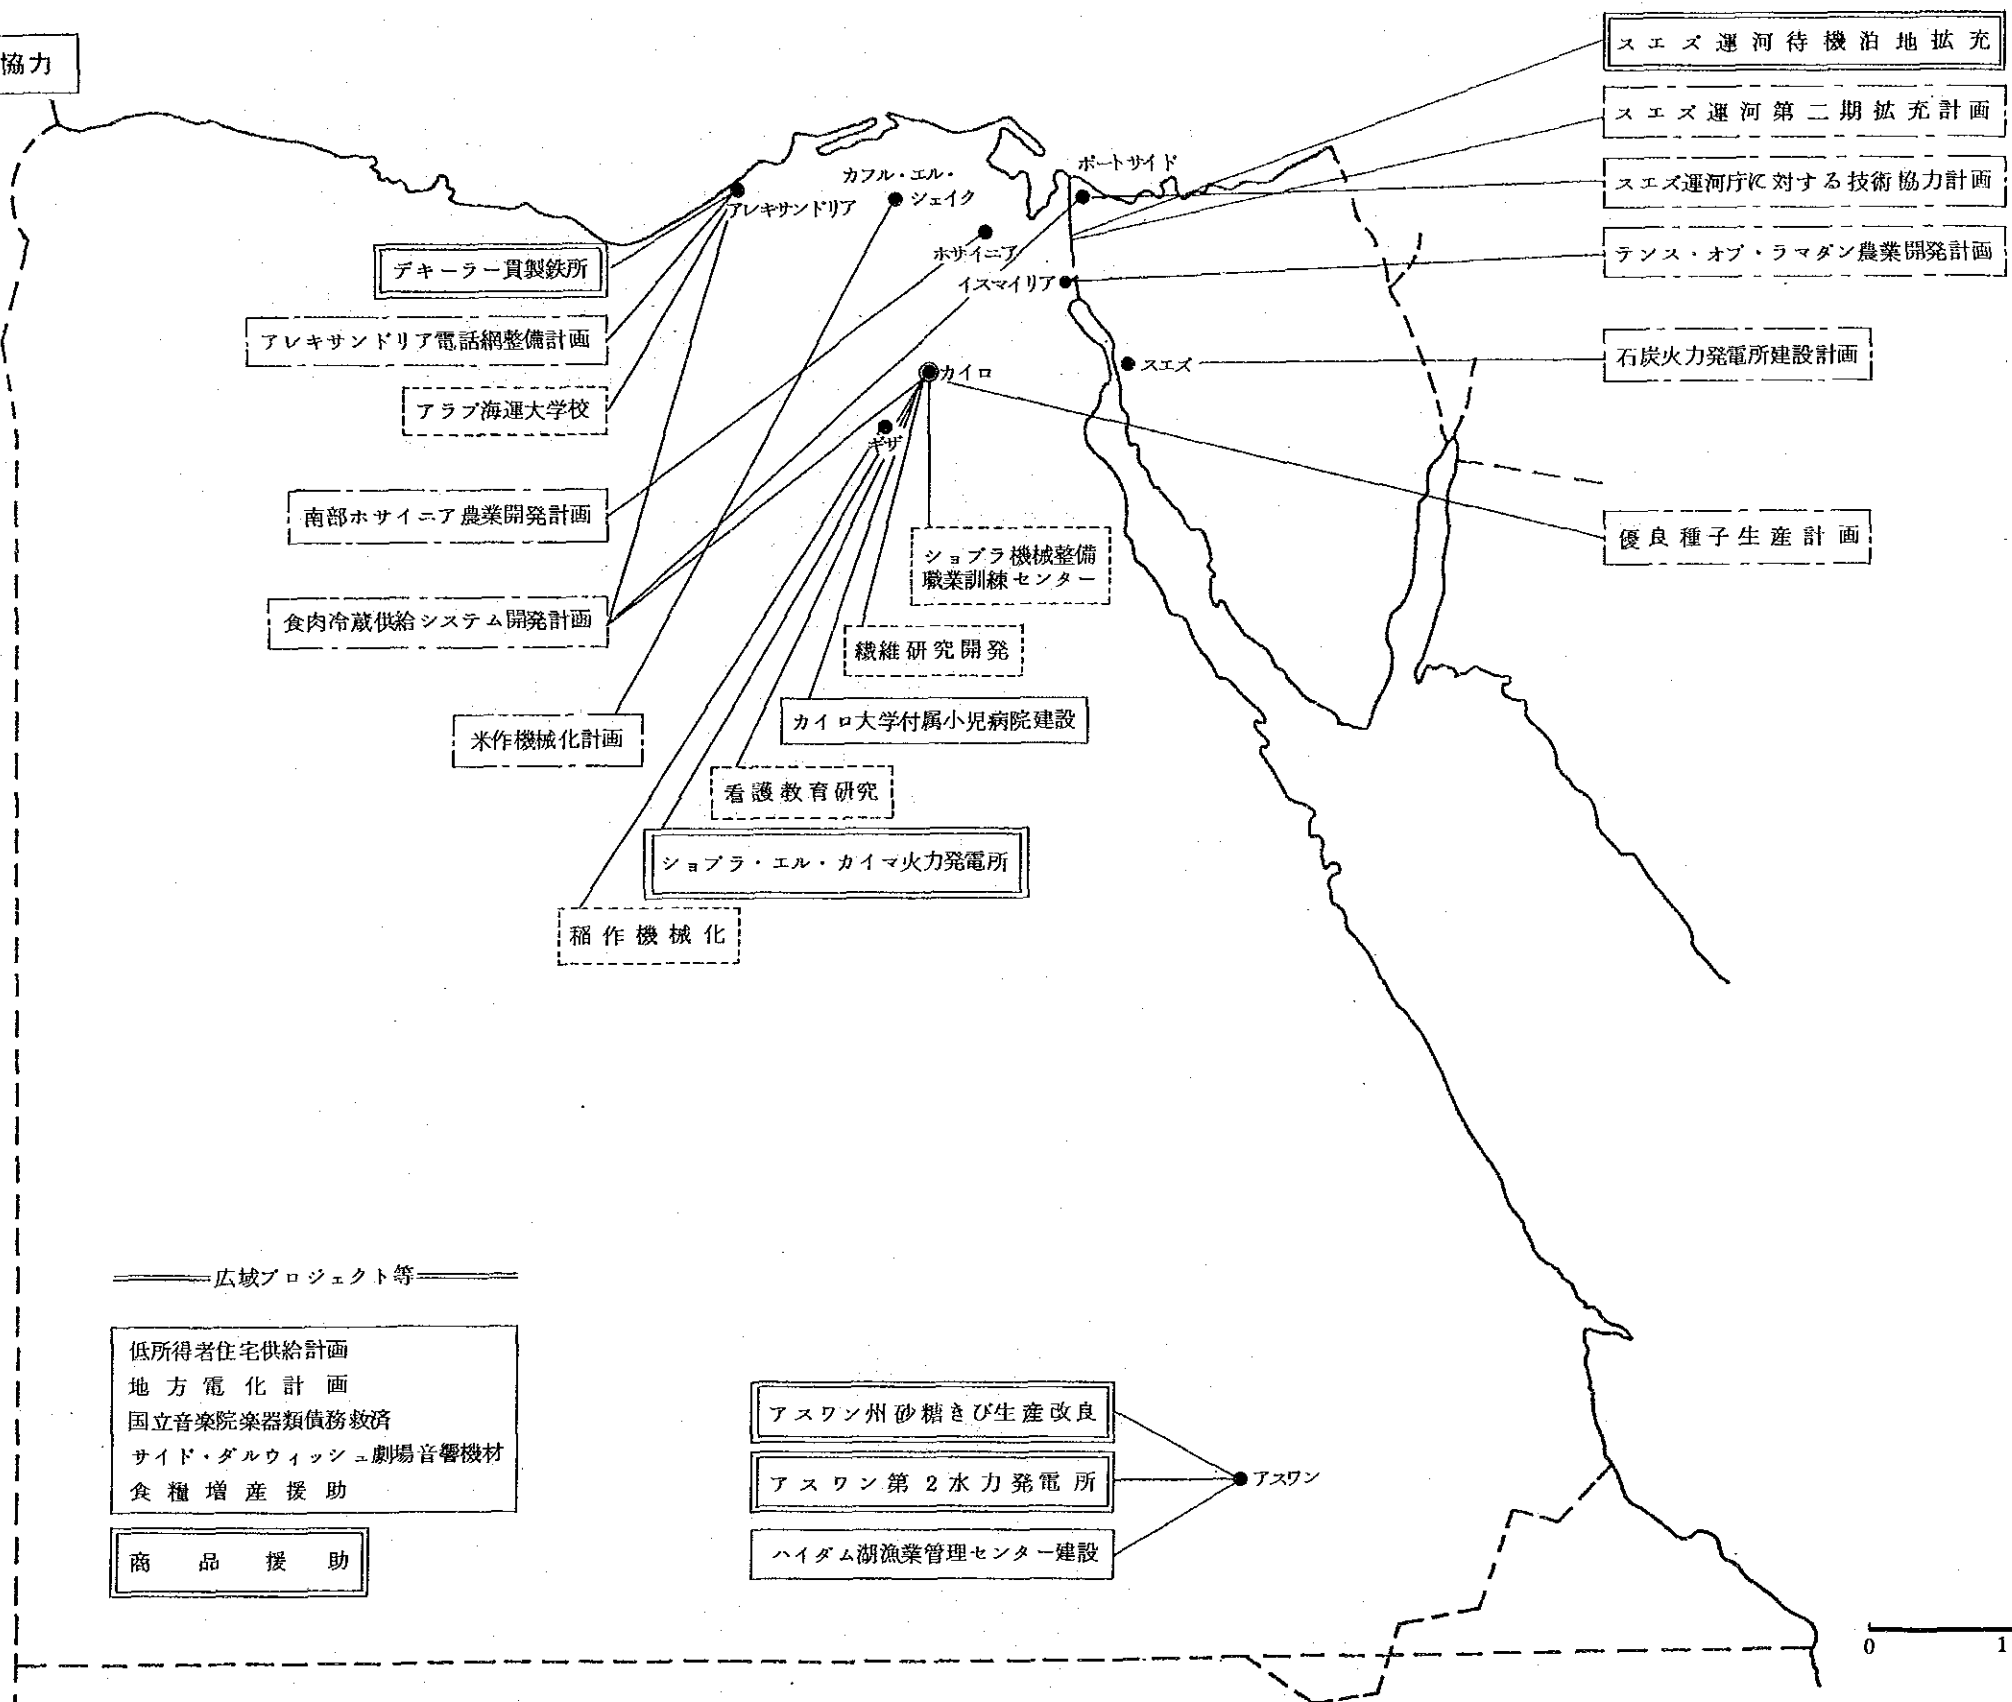 協力
スエズ運河待機泊地拡充
スエズ運河第二期拡充計画
スエズ運河庁に対する技術協力計画
テンス・オブ・ラマダン農業開発計画
石炭火力発電所建設計画
優良種子生産計画
ポートサイド
カフル・エル・
シェイク
アレキサンドリア
ホサイニア
イスマイリア
スエズ
カイロ
ギザ
デキーラ一貫製鉄所
アレキサンドリア電話網整備計画
アラブ海運大学校
南部ホサイニア農業開発計画
食肉冷蔵供給システム開発計画
米作機械化計画
ショブラ機械整備
職業訓練センター
繊維研究開発
カイロ大学付属小児病院建設
看護教育研究
ショブラ・エル・カイマ火力発電所
稲作機械化
広域プロジェクト等
低所得者住宅供給計画
地方電化計画
国立音楽院楽器類債務救済
サイド・ダルウィッシュ劇場音響機材
食糧増産援助
商品援助
アスワン州砂糖きび生産改良
アスワン第2水力発電所
ハイダム湖漁業管理センター建設
アスワン
0 1